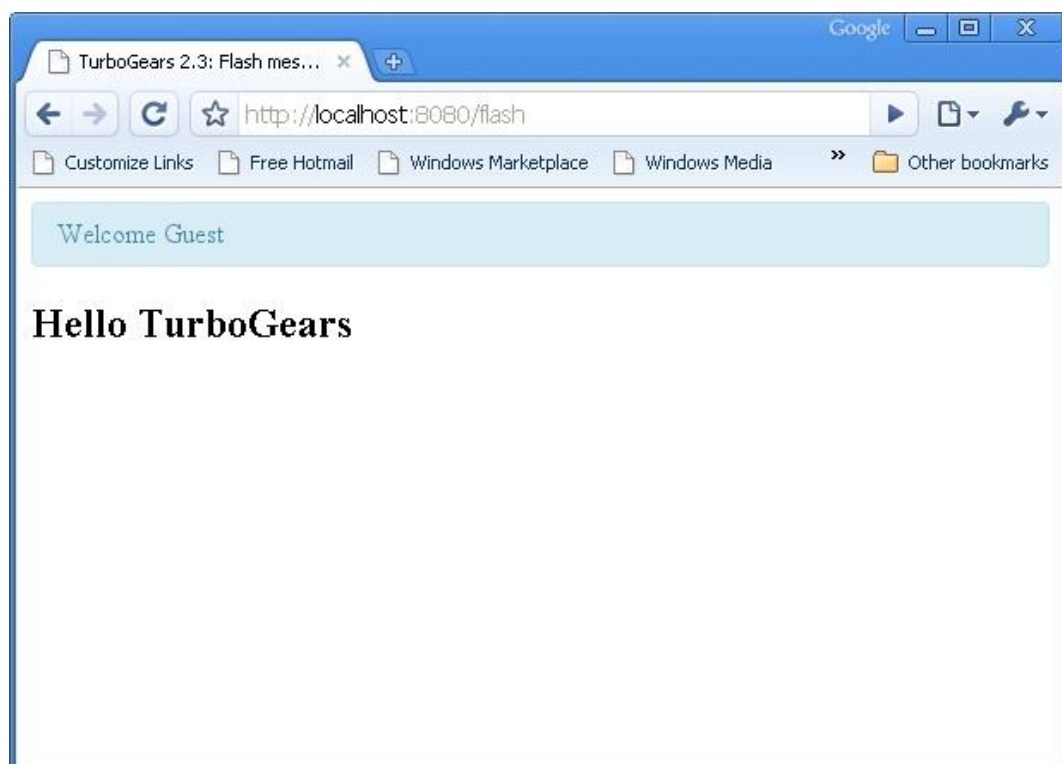 Google
TurboGears 2.3: Flash mes...
http://localhost:8080/flash
Customize Links Free Hotmail Windows Marketplace Windows Media » Other bookmarks
Welcome Guest
Hello TurboGears